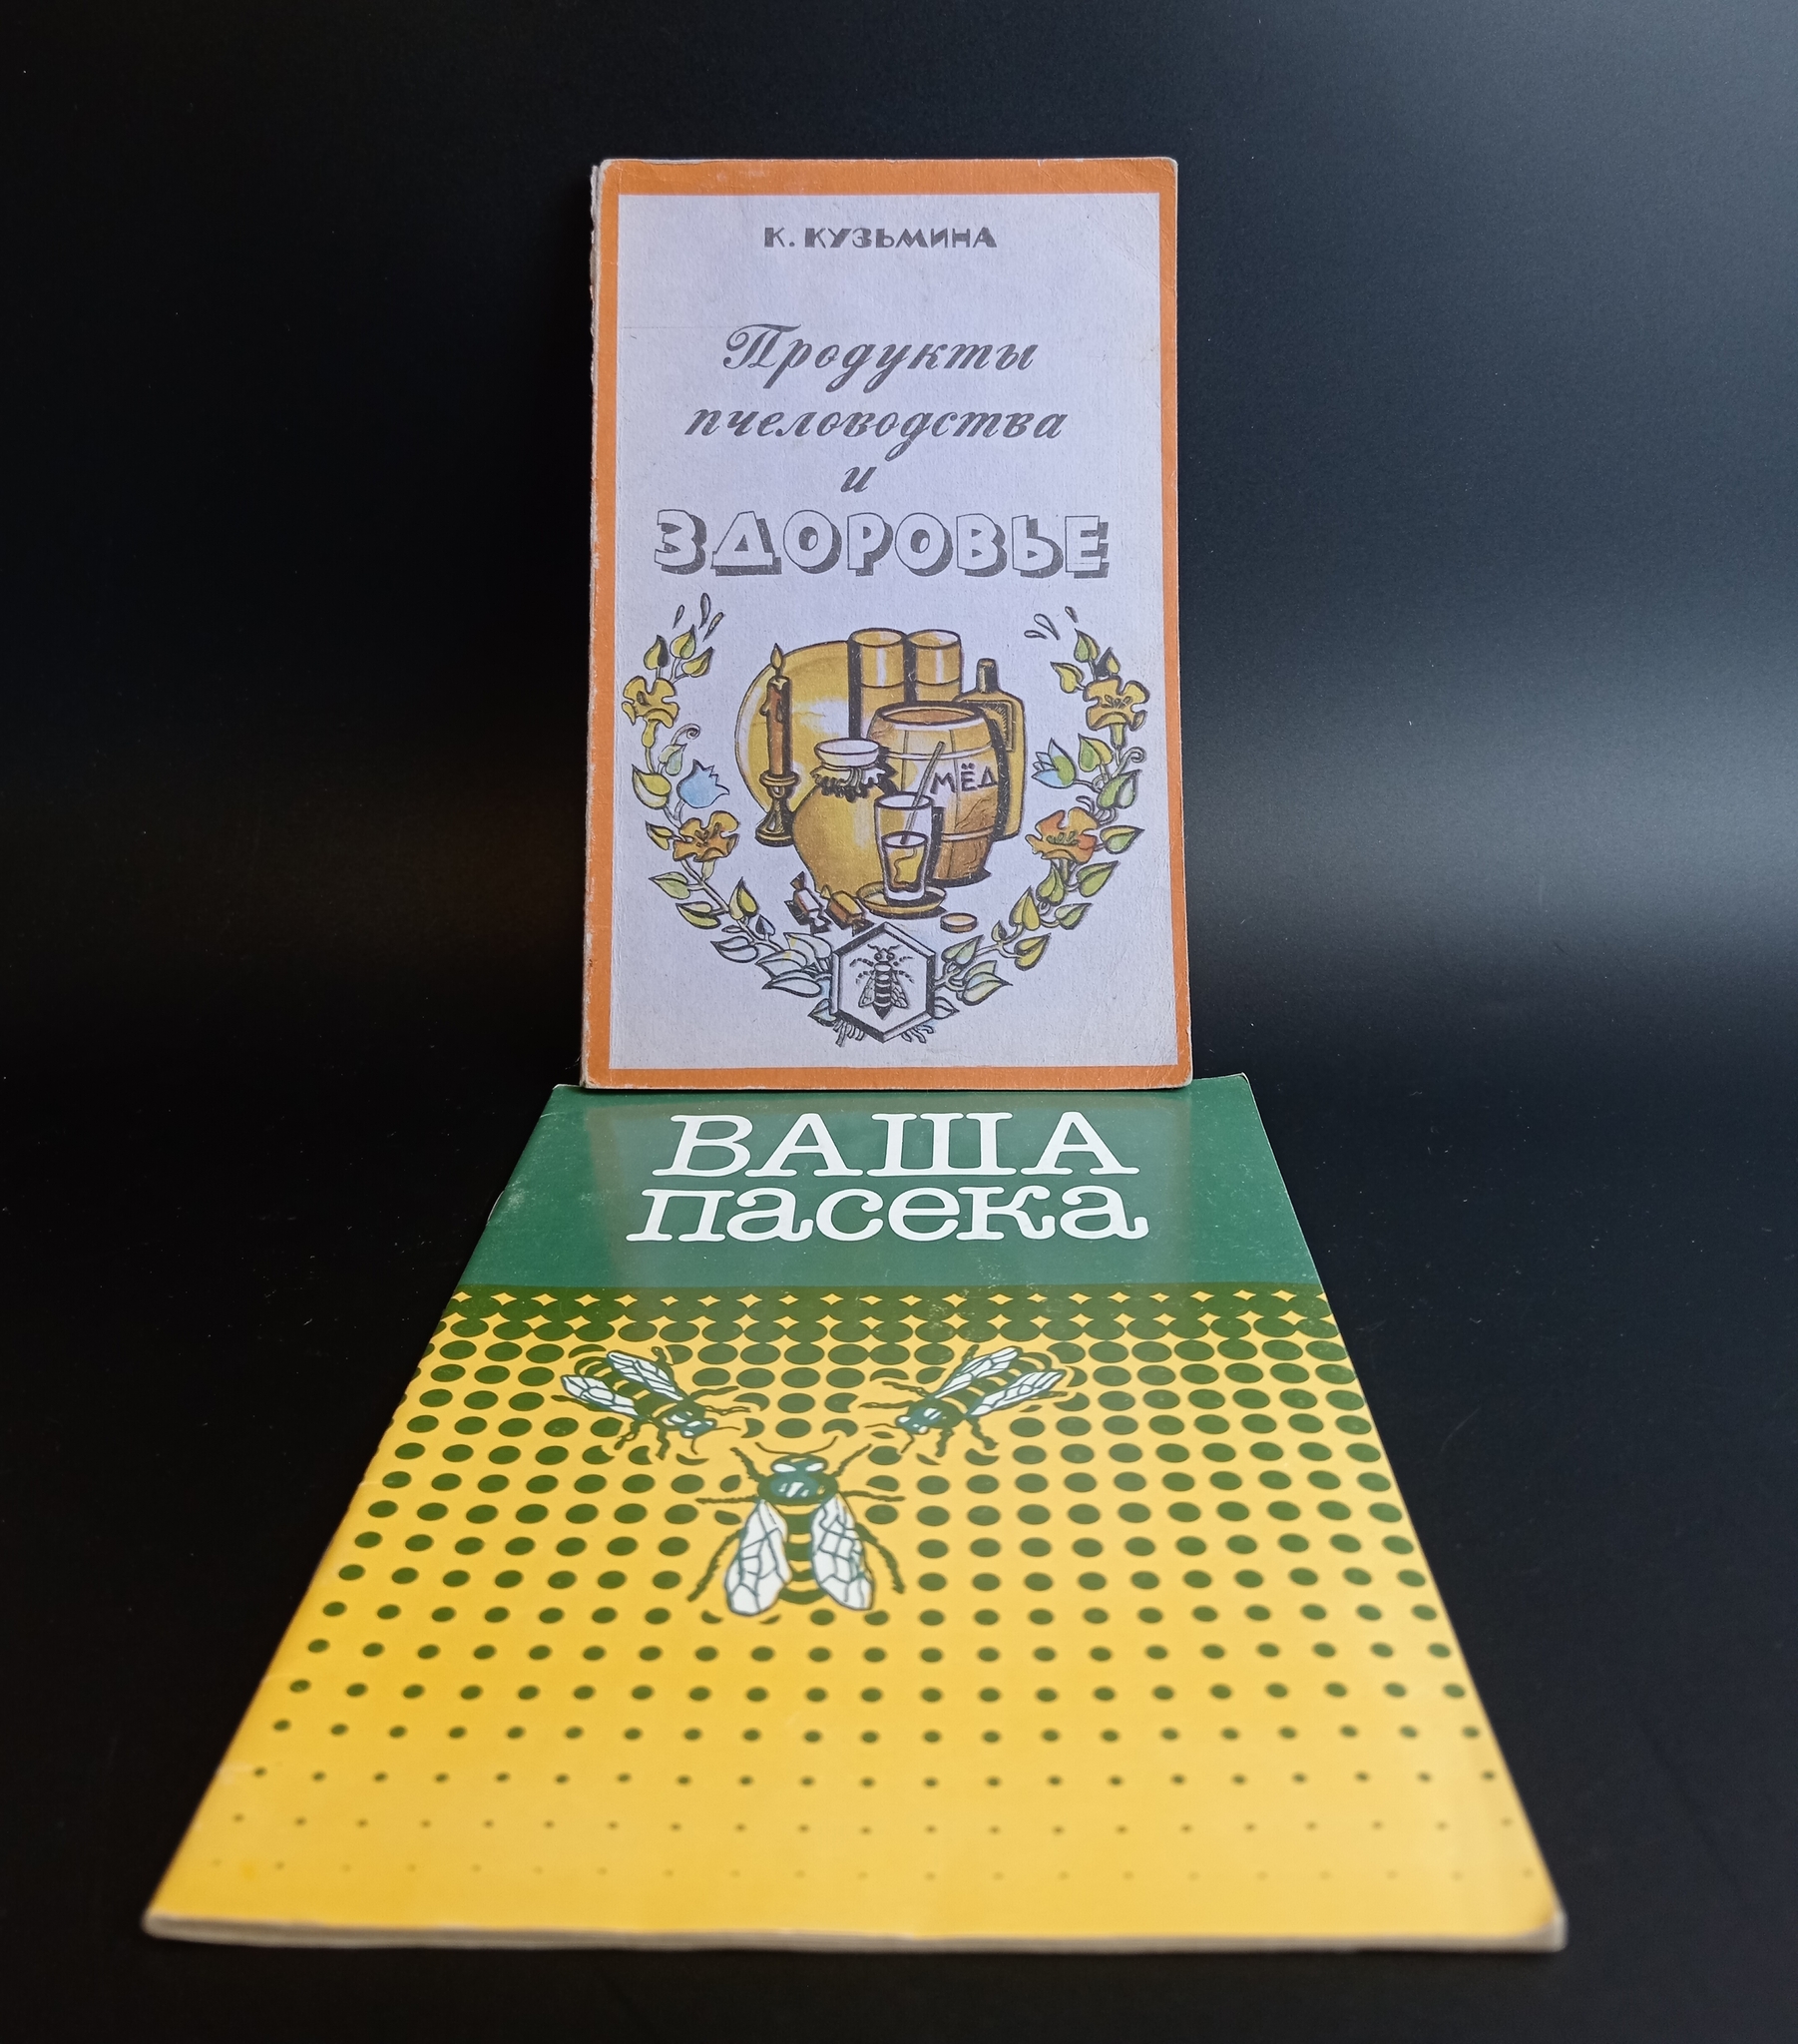 К. КУЗЬМИНА
Продукты
пчеловодства
и
ЗДОРОВЬЕ
МЁД
ВАША
пасека